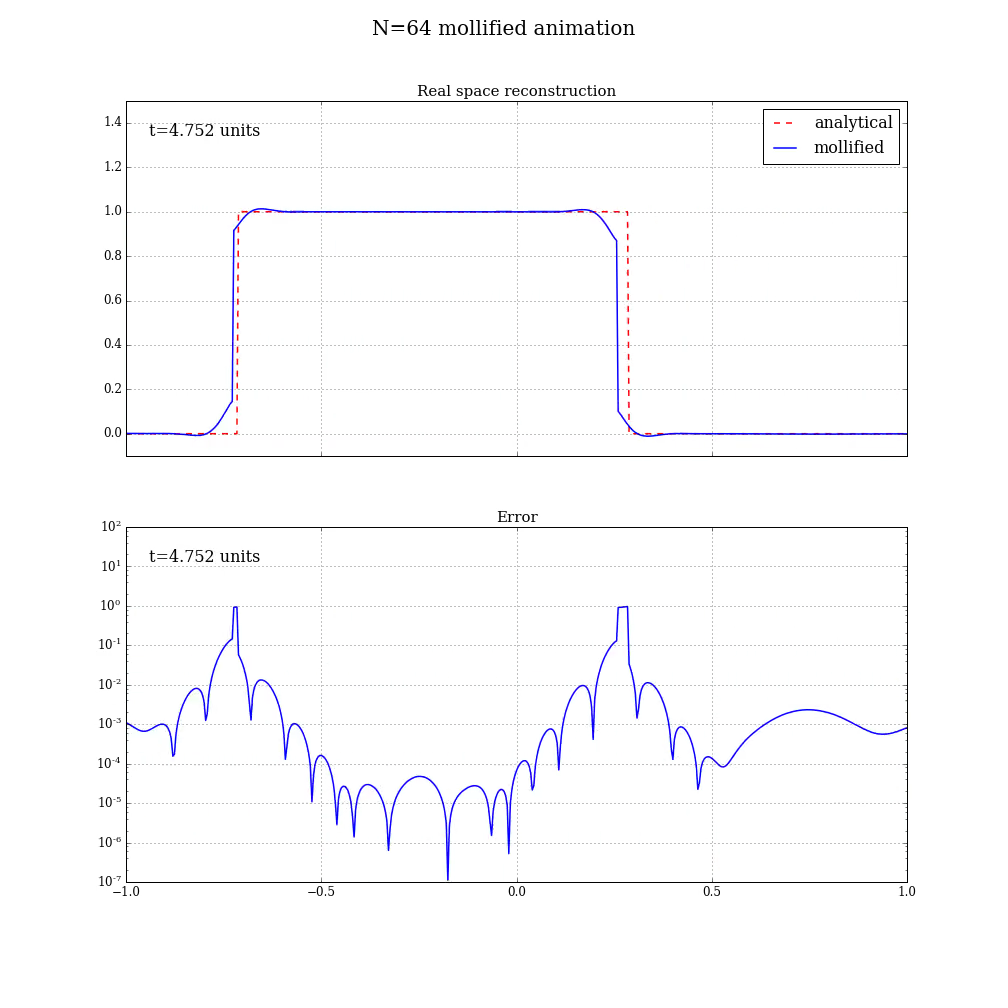 N=64 mollified animation
Real space reconstruction
t=4.752 units
analytical
mollified
1.4
1.2
1.0
0.8
0.6
0.4
0.2
0.0
Error
t=4.752 units
10²
10¹
10⁰
10⁻¹
10⁻²
10⁻³
10⁻⁴
10⁻⁵
10⁻⁶
10⁻⁷
−1.0 −0.5 0.0 0.5 1.0